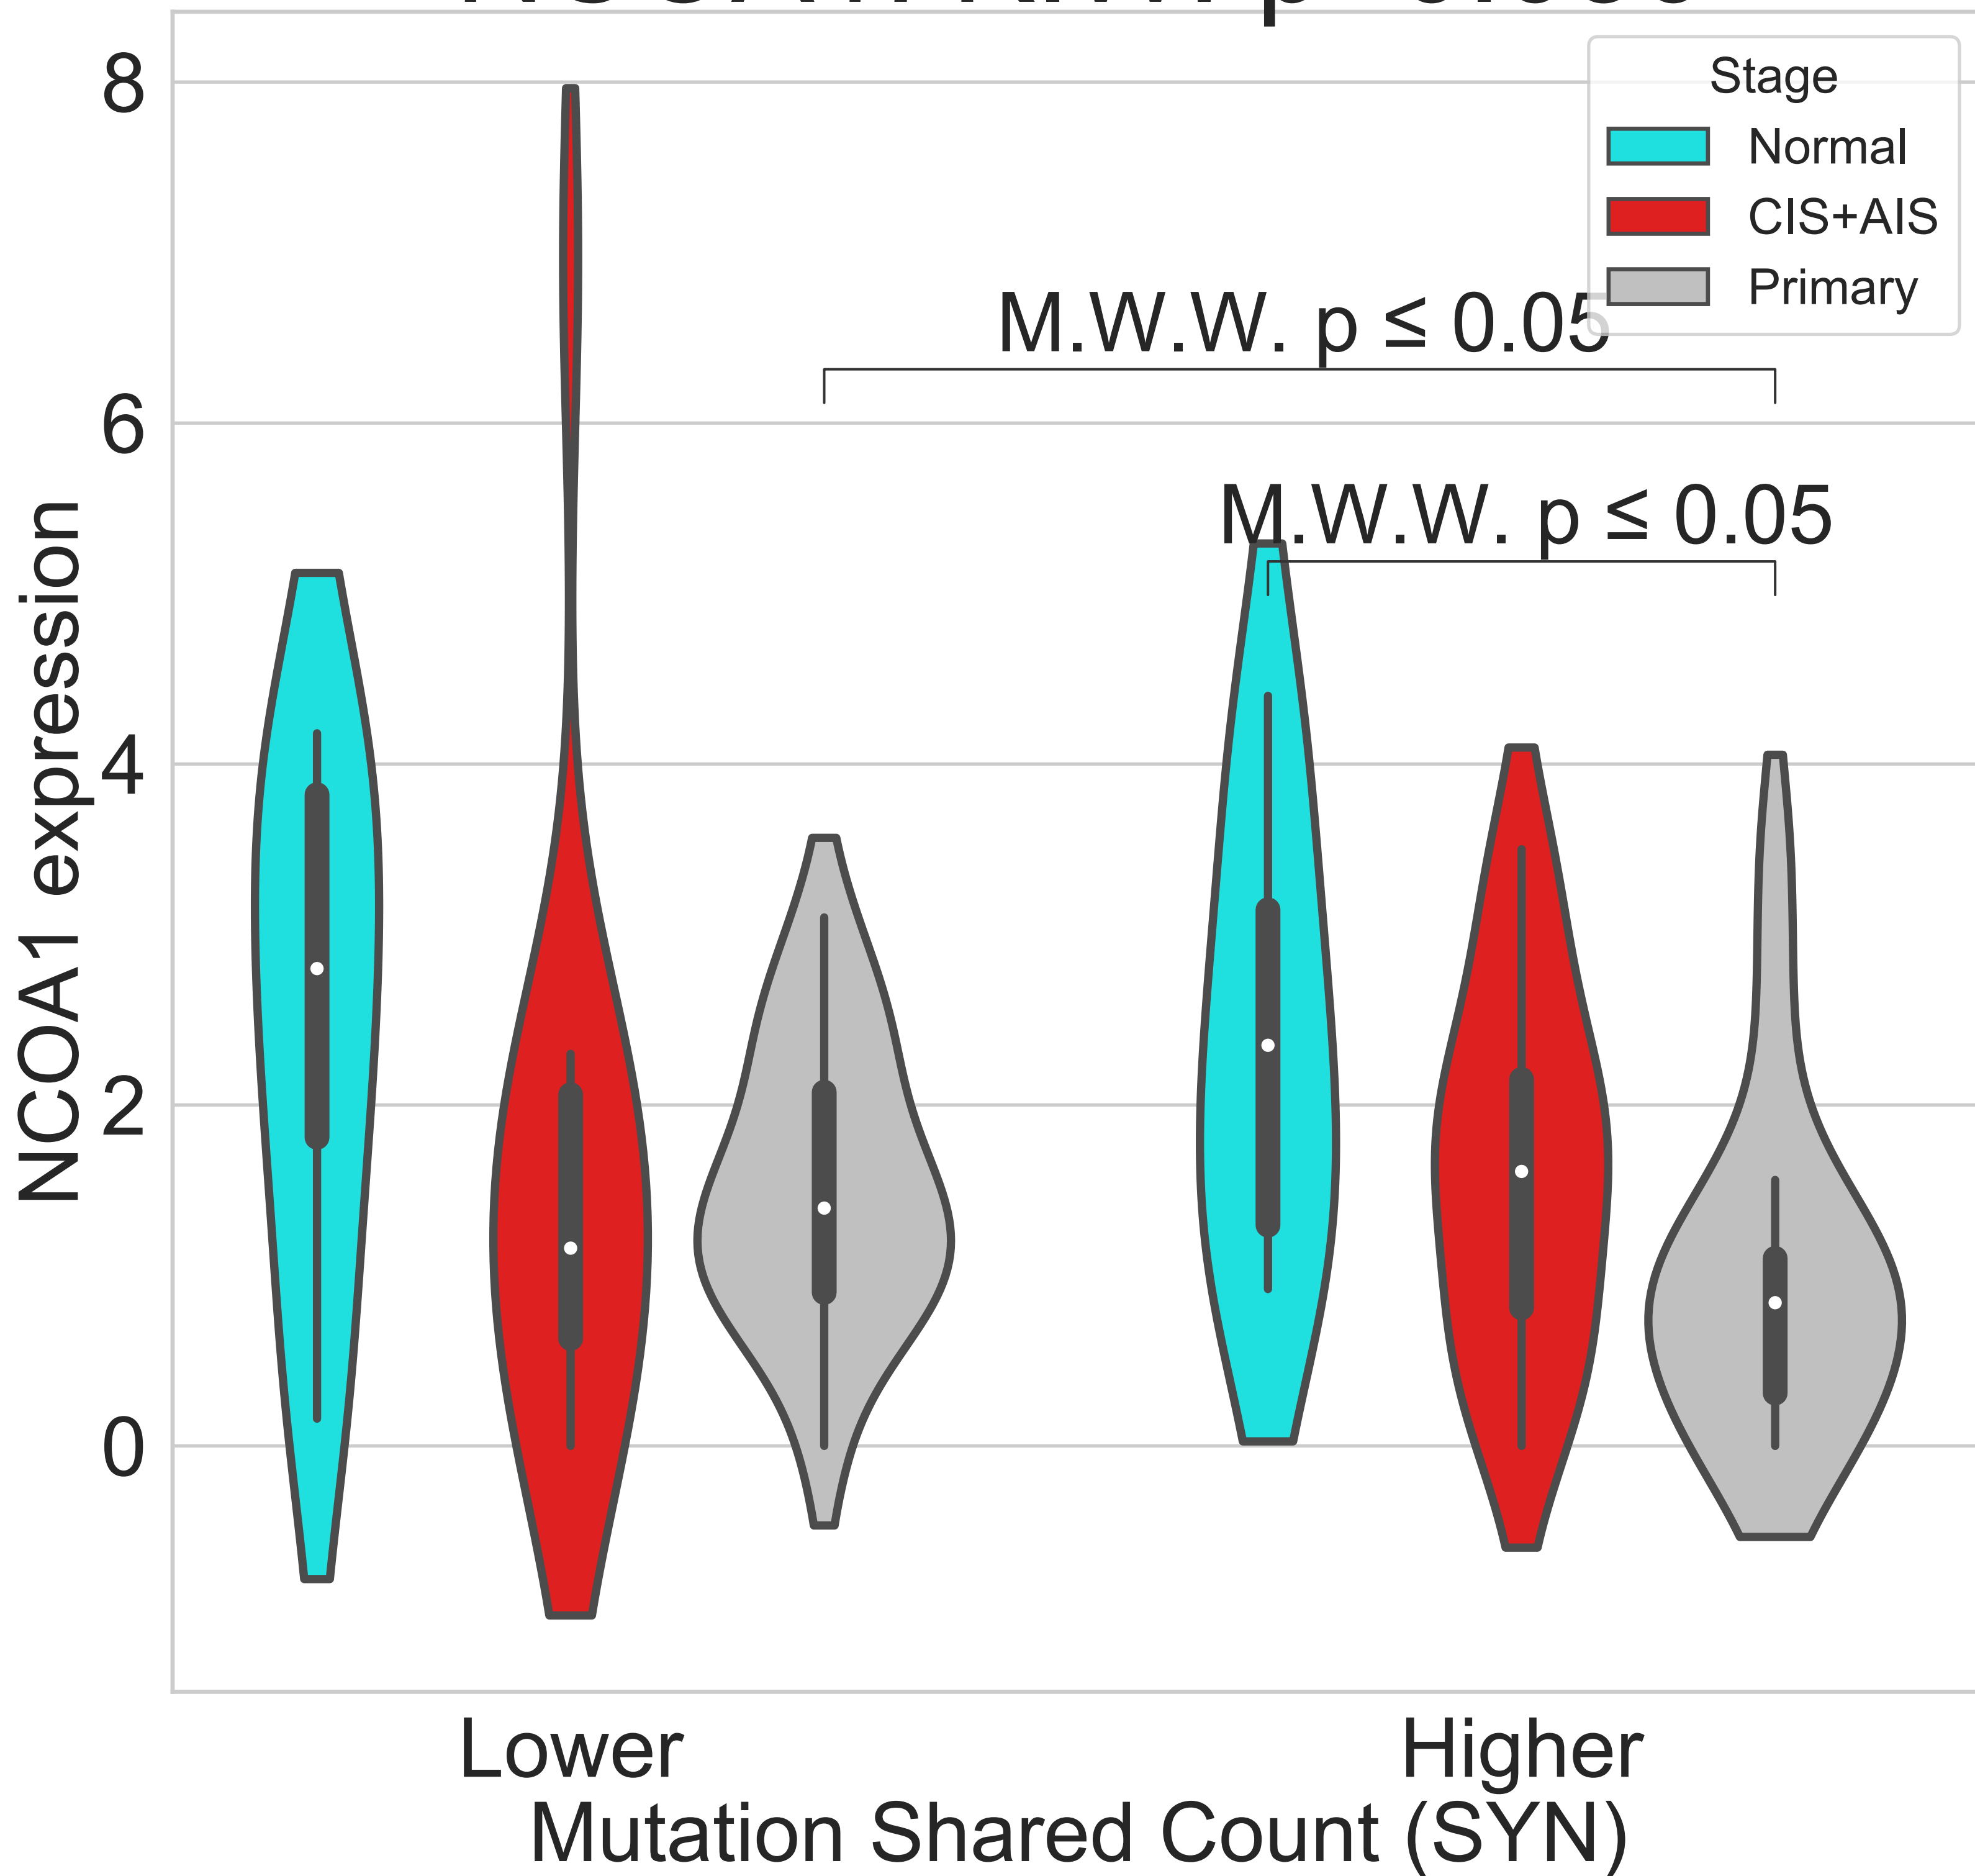 Stage
Normal
CIS+AIS
Primary
M.W.W. p ≤ 0.05
M.W.W. p ≤ 0.05
8
6
4
2
0
NCOA1 expression
Lower
Higher
Mutation Shared Count (SYN)